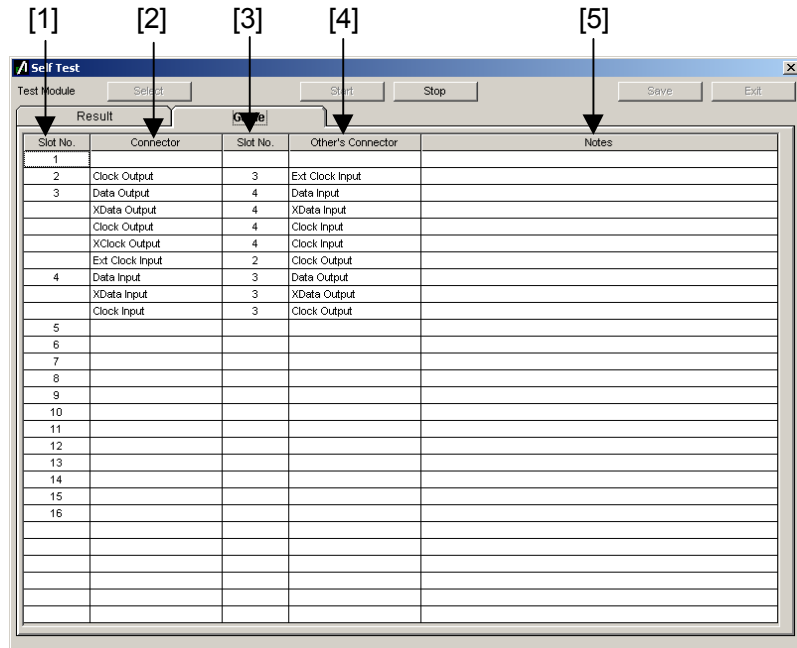 [1] [2] [3] [4] [5]
Self Test
Test Module Select Start Stop Save Exit
Result Guide
Slot No. Connector Slot No. Other's Connector Notes
1
2 Clock Output 3 Ext Clock Input
3 Data Output 4 Data Input
XData Output 4 XData Input
Clock Output 4 Clock Input
XClock Output 4 Clock Input
Ext Clock Input 2 Clock Output
4 Data Input 3 Data Output
XData Input 3 XData Output
Clock Input 3 Clock Output
5
6
7
8
9
10
11
12
13
14
15
16